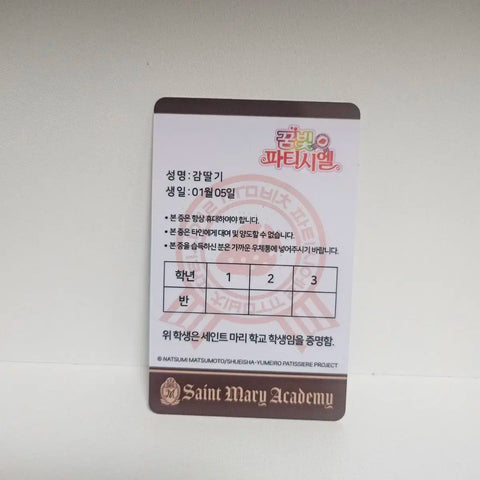 꿈빛
파티시엘
성명 : 감딸기
생일 : 01월 05일
• 본 증은 항상 휴대하여야 합니다.
• 본 증은 타인에게 대여 및 양도할 수 없습니다.
• 본 증을 습득하신 분은 가까운 우체통에 넣어주시기 바랍니다.
학년 1 2 3
반
위 학생은 세인트 마리 학교 학생임을 증명함.
© NATSUMI MATSUMOTO/SHUEISHA·YUMEIRO PATISSIERE PROJECT
Saint Mary Academy